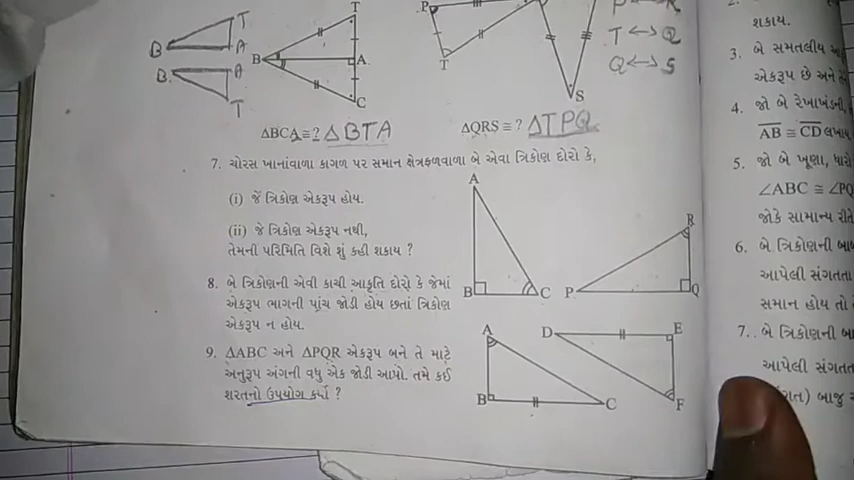 T
B
A
B
A
T
T
B
A
C
P
T
S
T ↔ Q
Q ↔ S
ΔBCA ≅ ? ΔBTA
ΔQRS ≅ ? ΔTPQ
7. ચોરસ ખાનાંવાળા કાગળ પર સમાન ક્ષેત્રફળવાળા બે એવા ત્રિકોણ દોરો કે,
(i) જે ત્રિકોણ એકરૂપ હોય.
(ii) જે ત્રિકોણ એકરૂપ નથી,
તેમની પરિમિતિ વિશે શું કહી શકાય ?
8. બે ત્રિકોણની એવી કાચી આકૃતિ દોરો કે જેમાં
એકરૂપ ભાગની પાંચ જોડી હોય છતાં ત્રિકોણ
એકરૂપ ન હોય.
9. ΔABC અને ΔPQR એકરૂપ બને તે માટે
અનુરૂપ અંગની વધુ એક જોડી આપો. તમે કઈ
શરતનો ઉપયોગ કર્યો ?
A
B
C
P
R
Q
A
B
C
D
E
F
શકાય.
3. બે સમતલીય
એકરૂપ છે અને
4. જો બે રેખાખંડની,
AB ≅ CD
5. જો બે ખૂણા,
∠ABC ≅ ∠PQ
જોકે સામાન્ય રીતે
6. બે ત્રિકોણની
આપેલી સંગતતા
સમાન હોય તો
7. બે ત્રિકોણની
આપેલી
બાજુ